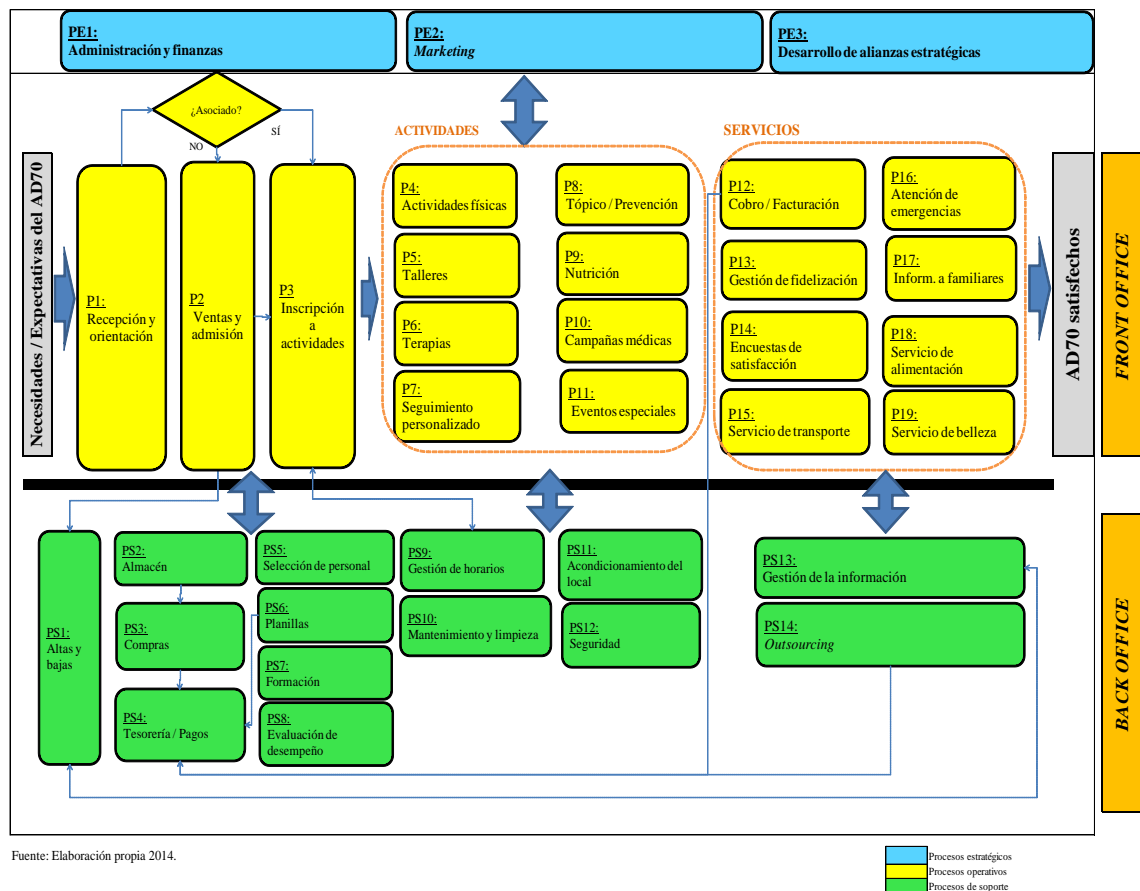 PE1:
Administración y finanzas
PE2:
Marketing
PE3:
Desarrollo de alianzas estratégicas
¿Asociado?
SÍ
NO
ACTIVIDADES
SERVICIOS
Necesidades / Expectativas del AD70
P1:
Recepción y
orientación
P2
Ventas y
admisión
P3
Inscripción
a
actividades
P4:
Actividades físicas
P5:
Talleres
P6:
Terapias
P7:
Seguimiento
personalizado
P8:
Tópico / Prevención
P9:
Nutrición
P10:
Campañas médicas
P11:
Eventos especiales
P12:
Cobro / Facturación
P13:
Gestión de fidelización
P14:
Encuestas de
satisfacción
P15:
Servicio de transporte
P16:
Atención de
emergencias
P17:
Inform. a familiares
P18:
Servicio de
alimentación
P19:
Servicio de belleza
AD70 satisfechos
FRONT OFFICE
PS1:
Altas y
bajas
PS2:
Almacén
PS3:
Compras
PS4:
Tesorería / Pagos
PS5:
Selección de personal
PS6:
Planillas
PS7:
Formación
PS8:
Evaluación de
desempeño
PS9:
Gestión de horarios
PS10:
Mantenimiento y limpieza
PS11:
Acondicionamiento del
local
PS12:
Seguridad
PS13:
Gestión de la información
PS14:
Outsourcing
BACK OFFICE
Fuente: Elaboración propia 2014.
Procesos estratégicos
Procesos operativos
Procesos de soporte